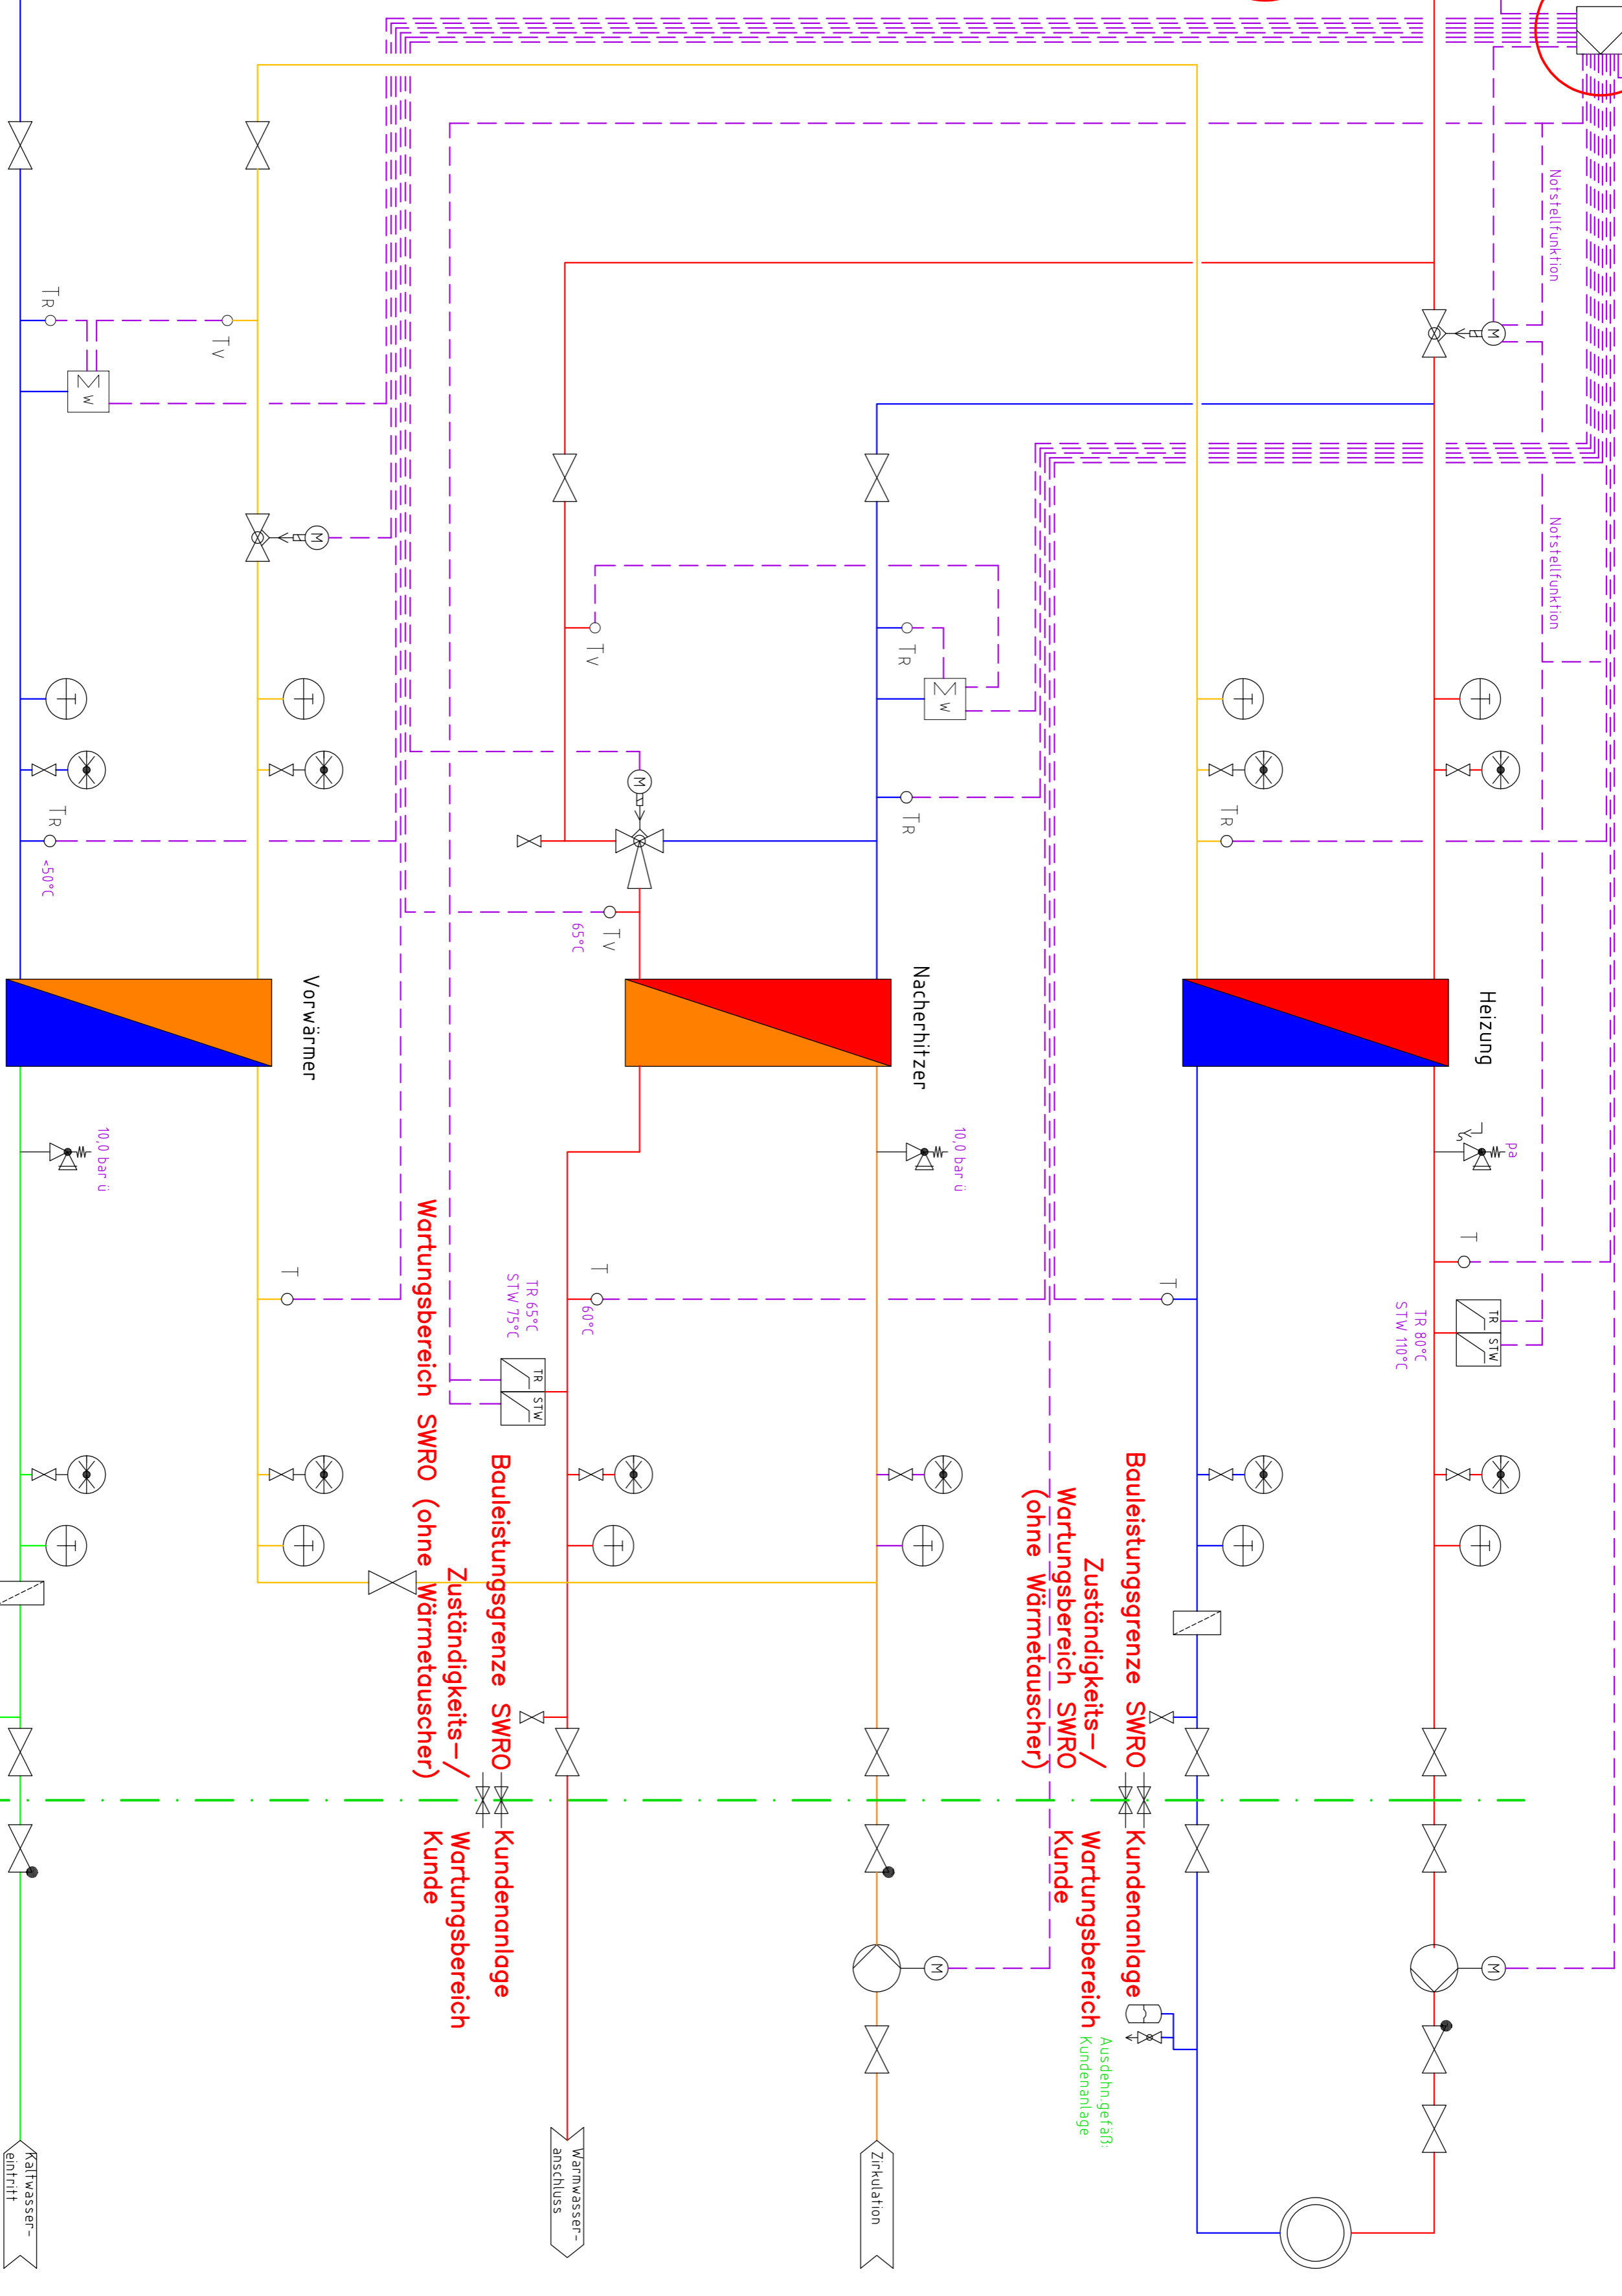 Notstellfunktion
Notstellfunktion
M
TR
TV
W
M
TV
TR
W
T
T
T
T
M
TR
TR
TR
<50°C
TV
65°C
Vorwärmer
Nacherhitzer
Heizung
10,0 bar ü
10,0 bar ü
pa
T
T
60°C
T
T
TR 65°C
STW 75°C
TR
STW
TR 80°C
STW 110°C
TR
STW
T
T
T
T
T
T
Bauleistungsgrenze SWRO
Zuständigkeits-/
Wartungsbereich SWRO
(ohne Wärmetauscher)
Kundenanlage
Wartungsbereich
Kunde
Bauleistungsgrenze SWRO
Zuständigkeits-/
Wartungsbereich SWRO (ohne Wärmetauscher)
Kundenanlage
Wartungsbereich
Kunde
M
M
Ausdehn.gefäß:
Kundenanlage
Zirkulation
Warmwasser-
anschluss
Kaltwasser-
eintritt